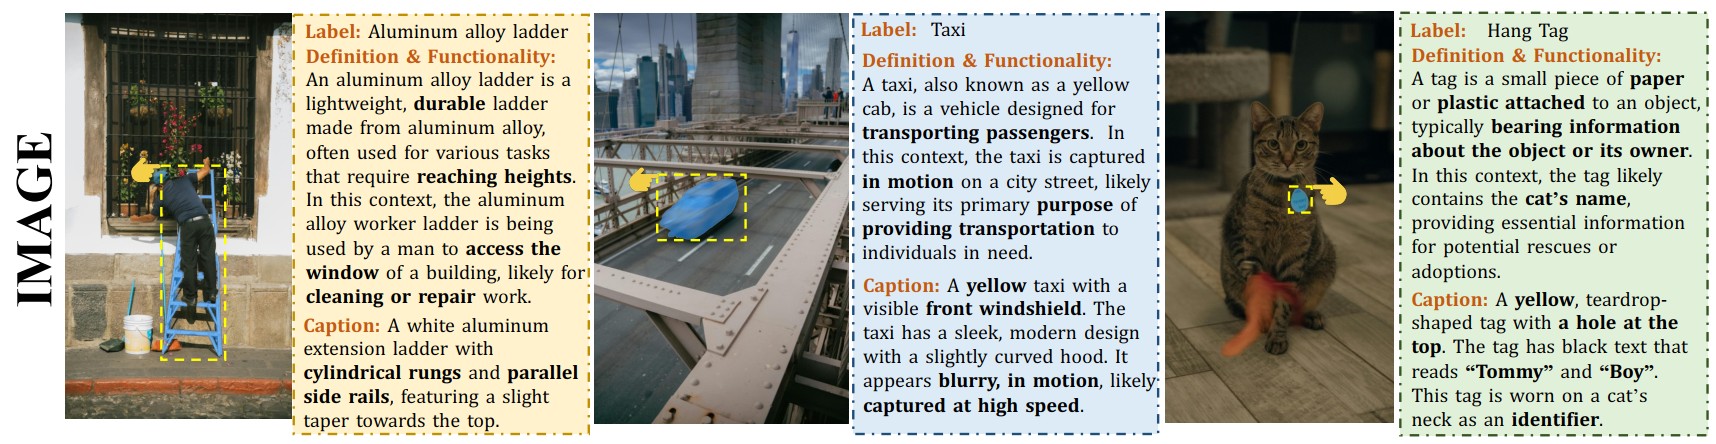 IMAGE
Label: Aluminum alloy ladder
Definition & Functionality:
An aluminum alloy ladder is a
lightweight, durable ladder
made from aluminum alloy,
often used for various tasks
that require reaching heights.
In this context, the aluminum
alloy worker ladder is being
used by a man to access the
window of a building, likely for
cleaning or repair work.
Caption: A white aluminum
extension ladder with
cylindrical rungs and parallel
side rails, featuring a slight
taper towards the top.
Label: Taxi
Definition & Functionality:
A taxi, also known as a yellow
cab, is a vehicle designed for
transporting passengers. In
this context, the taxi is captured
in motion on a city street, likely
serving its primary purpose of
providing transportation to
individuals in need.
Caption: A yellow taxi with a
visible front windshield. The
taxi has a sleek, modern design
with a slightly curved hood. It
appears blurry, in motion, likely
captured at high speed.
Label: Hang Tag
Definition & Functionality:
A tag is a small piece of paper
or plastic attached to an object,
typically bearing information
about the object or its owner.
In this context, the tag likely
contains the cat's name,
providing essential information
for potential rescues or
adoptions.
Caption: A yellow, teardrop-
shaped tag with a hole at the
top. The tag has black text that
reads “Tommy” and “Boy”.
This tag is worn on a cat's
neck as an identifier.